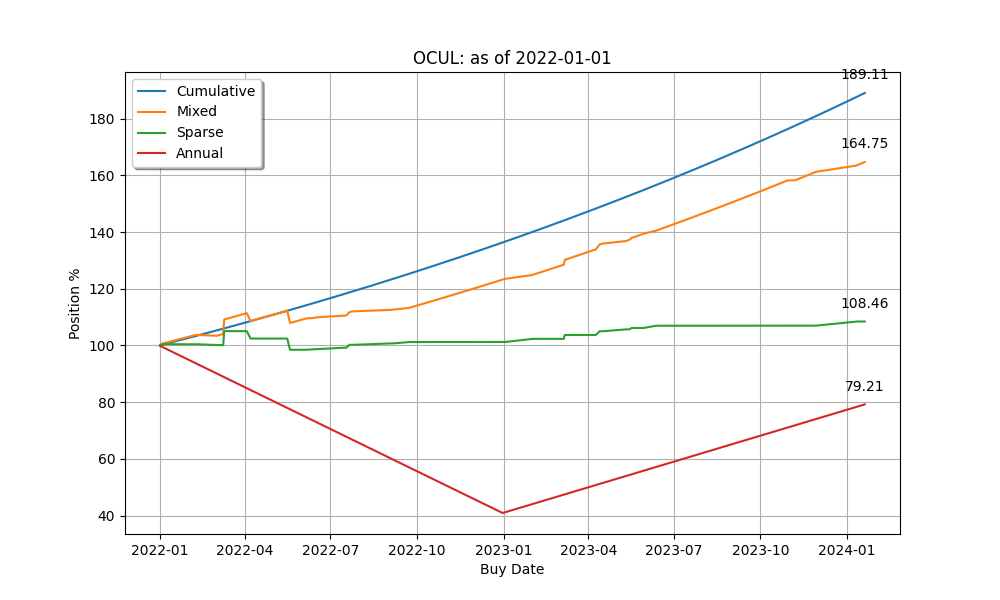 OCUL: as of 2022-01-01
Cumulative
Mixed
Sparse
Annual
189.11
164.75
108.46
79.21
Position %
180
160
140
120
100
80
60
40
2022-01 2022-04 2022-07 2022-10 2023-01 2023-04 2023-07 2023-10 2024-01
Buy Date